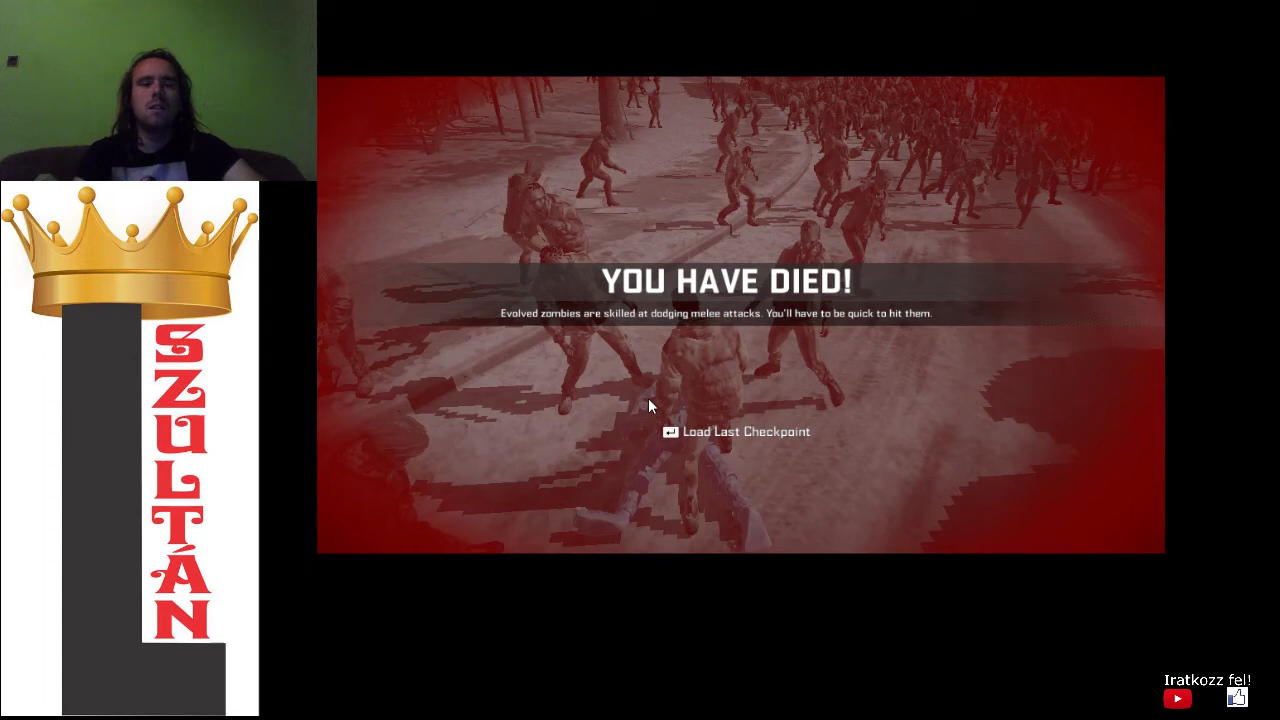 SZULTÁN
YOU HAVE DIED!
Evolved zombies are skilled at dodging melee attacks. You'll have to be quick to hit them.
Load Last Checkpoint
Iratkozz fel!